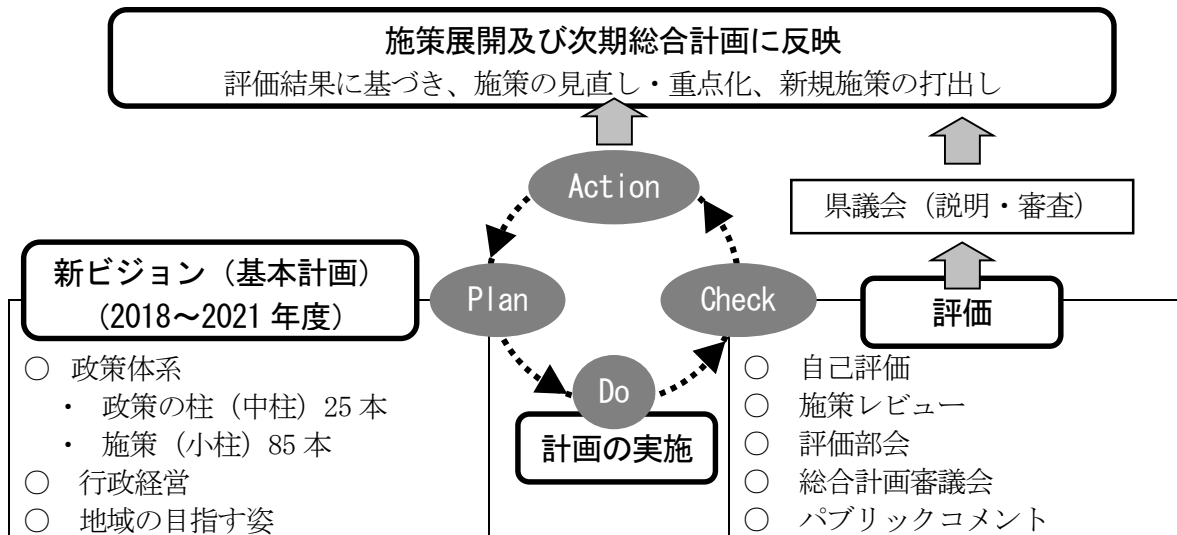 施策展開及び次期総合計画に反映
評価結果に基づき、施策の見直し・重点化、新規施策の打出し
Action
県議会（説明・審査）
新ビジョン（基本計画）
（2018～2021 年度）
Plan
Check
評価
○ 政策体系
・ 政策の柱（中柱）25 本
・ 施策（小柱）85 本
○ 行政経営
○ 地域の目指す姿
Do
計画の実施
○ 自己評価
○ 施策レビュー
○ 評価部会
○ 総合計画審議会
○ パブリックコメント